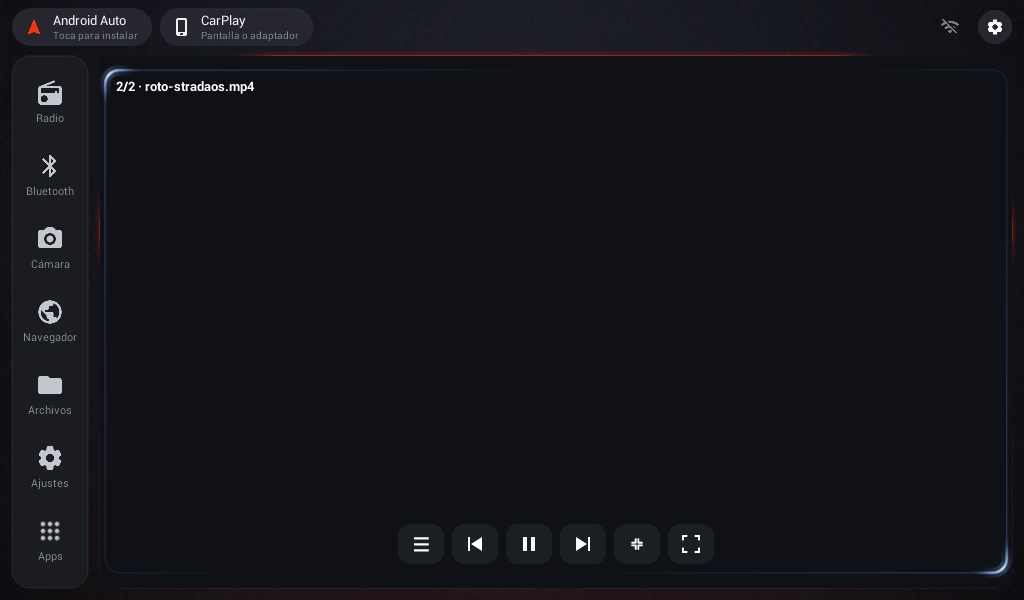 Android Auto
Toca para instalar
CarPlay
Pantalla o adaptador
Radio
Bluetooth
Cámara
Navegador
Archivos
Ajustes
Apps
2/2 · roto-stradaos.mp4